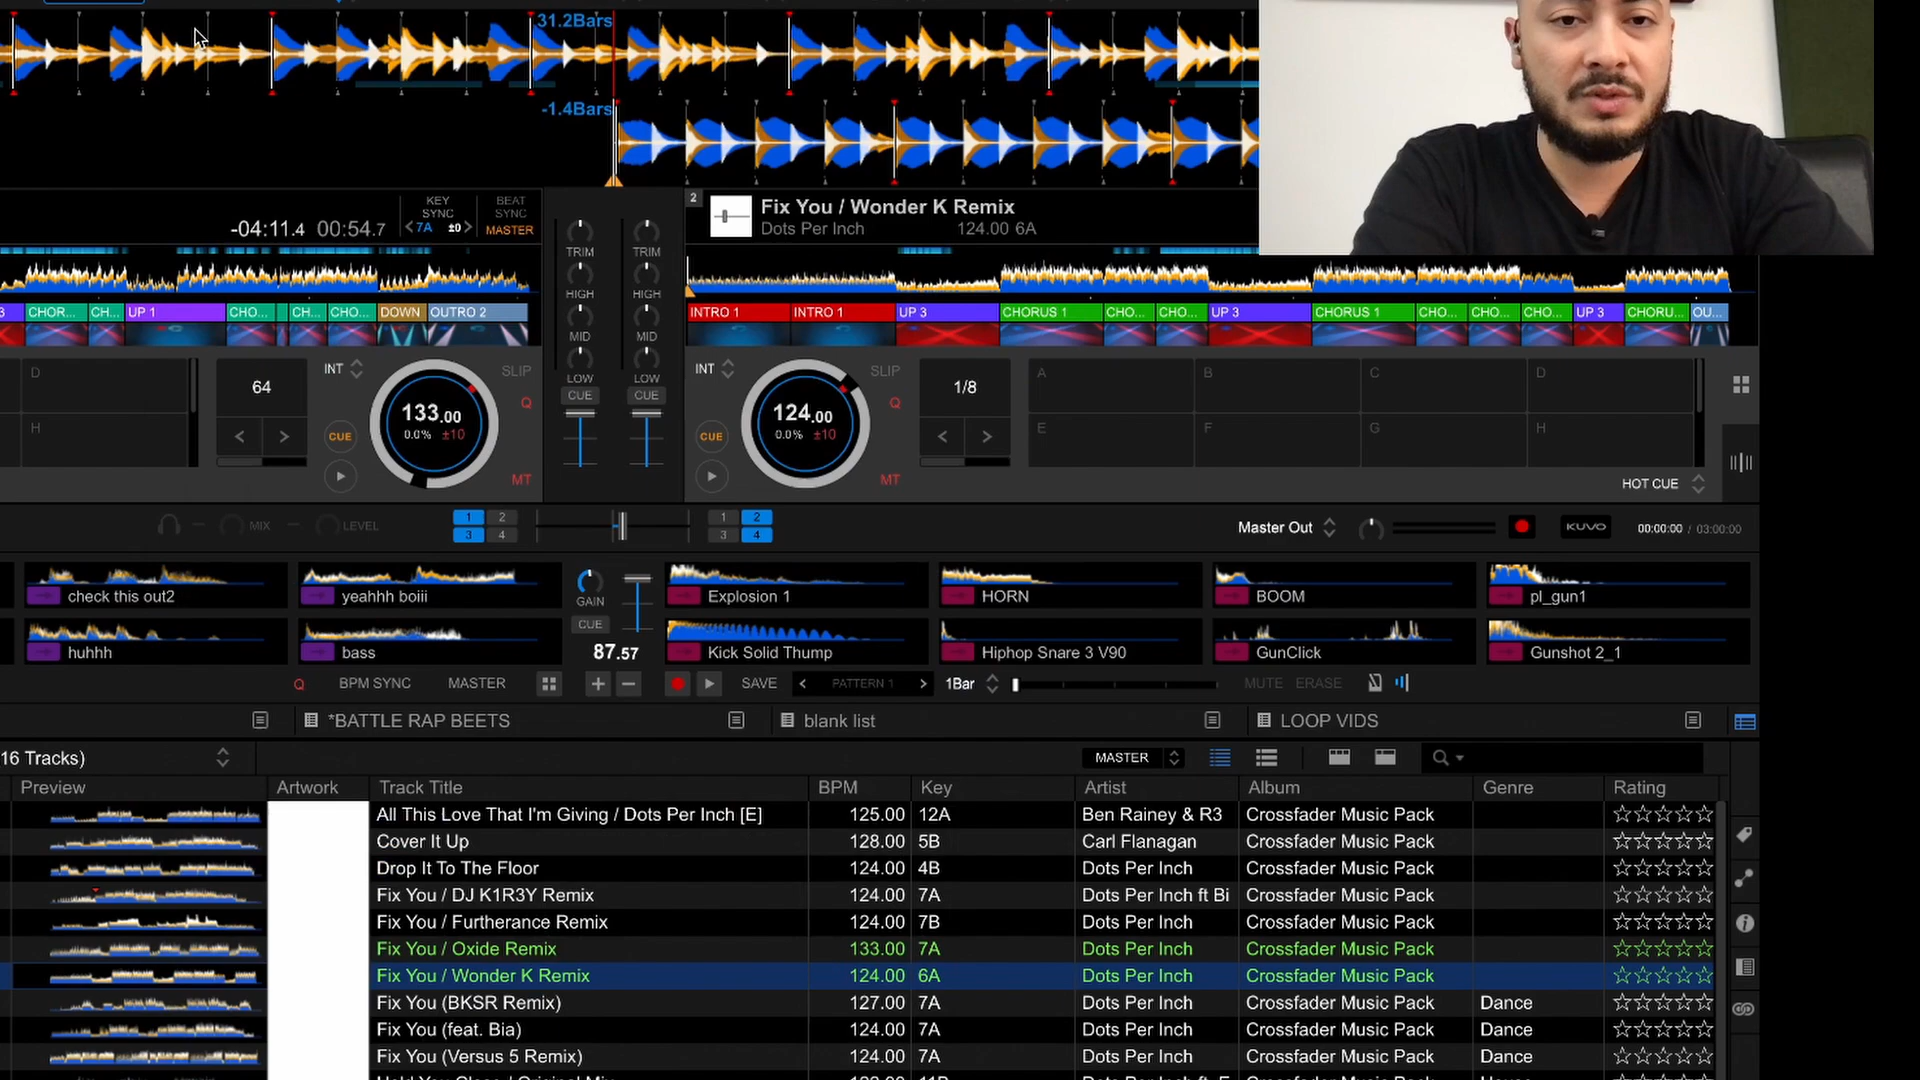 31.2Bars
-1.4Bars
-04:11.4 00:54.7
KEY SYNC
7A ±0
BEAT SYNC
MASTER
TRIM TRIM
HIGH HIGH
MID MID
LOW LOW
CUE CUE
2
Fix You / Wonder K Remix
Dots Per Inch 124.00 6A
3 CHOR... CH... UP 1 CHO... CH... CHO... DOWN OUTRO 2
INTRO 1 INTRO 1 UP 3 CHORUS 1 CHO... CHO... UP 3 CHORUS 1 CHO... CHO... CHO... UP 3 CHORU... OU...
D
H
64
INT
CUE
133.00
0.0% ±10
SLIP
Q
MT
INT
CUE
124.00
0.0% ±10
SLIP
Q
MT
1/8
A B C D
E F G H
HOT CUE
MIX LEVEL
1 2
3 4
1 2
3 4
Master Out
KUVO
00:00:00 / 03:00:00
check this out2 yeahhh boiii
huhhh bass
GAIN
CUE
87.57
Explosion 1 HORN BOOM pl_gun1
Kick Solid Thump Hiphop Snare 3 V90 GunClick Gunshot 2_1
Q BPM SYNC MASTER
SAVE PATTERN 1 1Bar MUTE ERASE
*BATTLE RAP BEETS blank list LOOP VIDS
16 Tracks)
MASTER
Preview Artwork Track Title BPM Key Artist Album Genre Rating
All This Love That I'm Giving / Dots Per Inch [E] 125.00 12A Ben Rainey & R3 Crossfader Music Pack
Cover It Up 128.00 5B Carl Flanagan Crossfader Music Pack
Drop It To The Floor 124.00 4B Dots Per Inch Crossfader Music Pack
Fix You / DJ K1R3Y Remix 124.00 7A Dots Per Inch ft Bi Crossfader Music Pack
Fix You / Furtherance Remix 124.00 7B Dots Per Inch Crossfader Music Pack
Fix You / Oxide Remix 133.00 7A Dots Per Inch Crossfader Music Pack
Fix You / Wonder K Remix 124.00 6A Dots Per Inch Crossfader Music Pack
Fix You (BKSR Remix) 127.00 7A Dots Per Inch Crossfader Music Pack Dance
Fix You (feat. Bia) 124.00 7A Dots Per Inch Crossfader Music Pack Dance
Fix You (Versus 5 Remix) 124.00 7A Dots Per Inch Crossfader Music Pack Dance